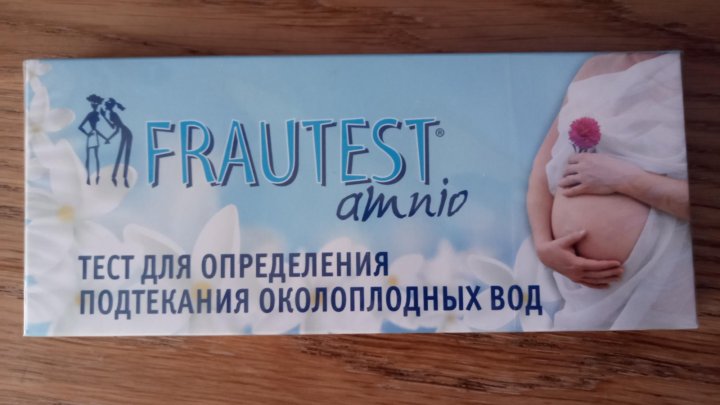 FRAUTEST®
amnio
ТЕСТ ДЛЯ ОПРЕДЕЛЕНИЯ
ПОДТЕКАНИЯ ОКОЛОПЛОДНЫХ ВОД